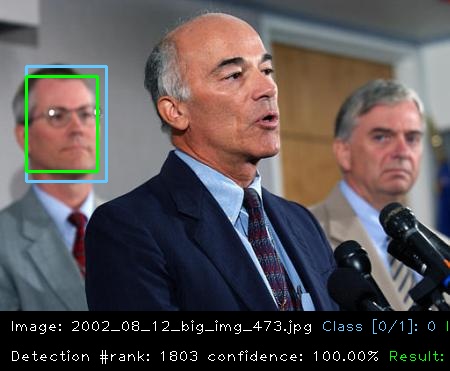 Image: 2002_08_12_big_img_473.jpg Class [0/1]: 0
Detection #rank: 1803 confidence: 100.00% Result: